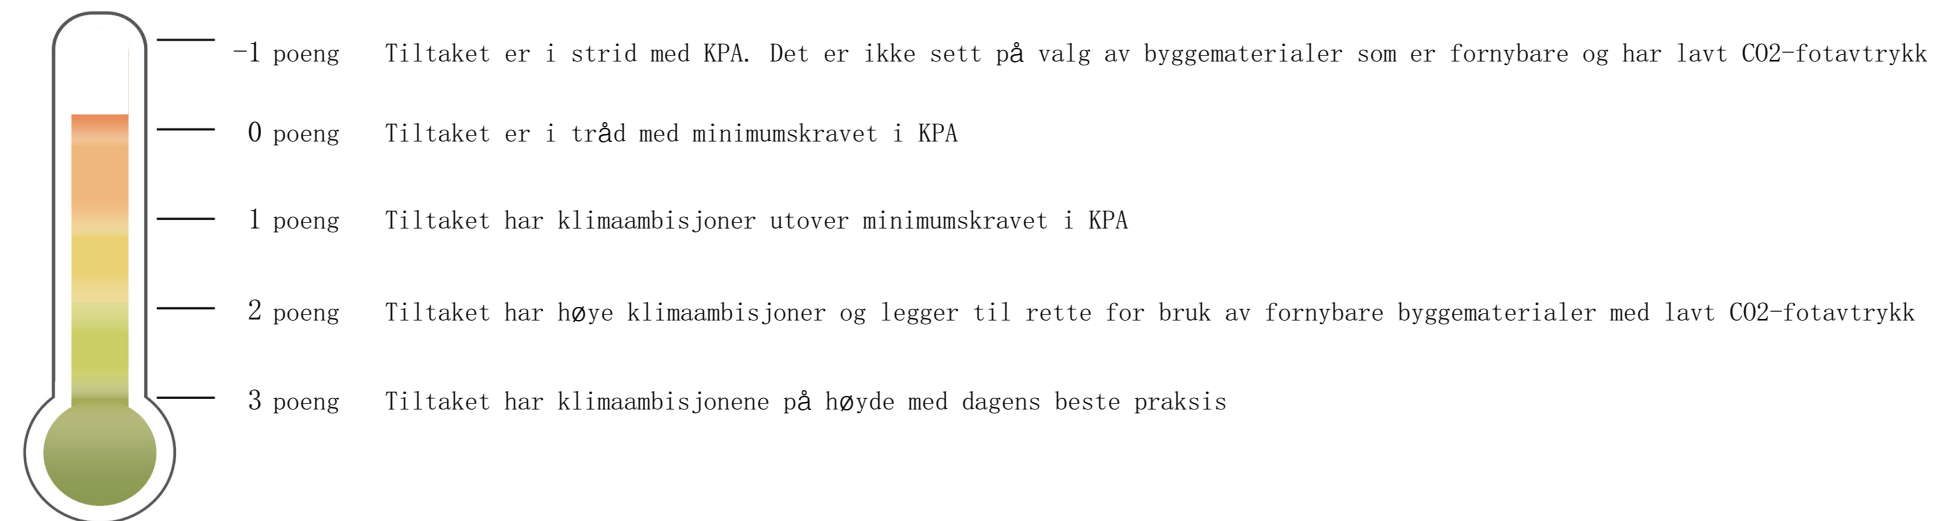 -1 poeng Tiltaket er i strid med KPA. Det er ikke sett på valg av byggematerialer som er fornybare og har lavt CO2-fotavtrykk
0 poeng Tiltaket er i tråd med minimumskravet i KPA
1 poeng Tiltaket har klimaambisjoner utover minimumskravet i KPA
2 poeng Tiltaket har høye klimaambisjoner og legger til rette for bruk av fornybare byggematerialer med lavt CO2-fotavtrykk
3 poeng Tiltaket har klimaambisjonene på høyde med dagens beste praksis